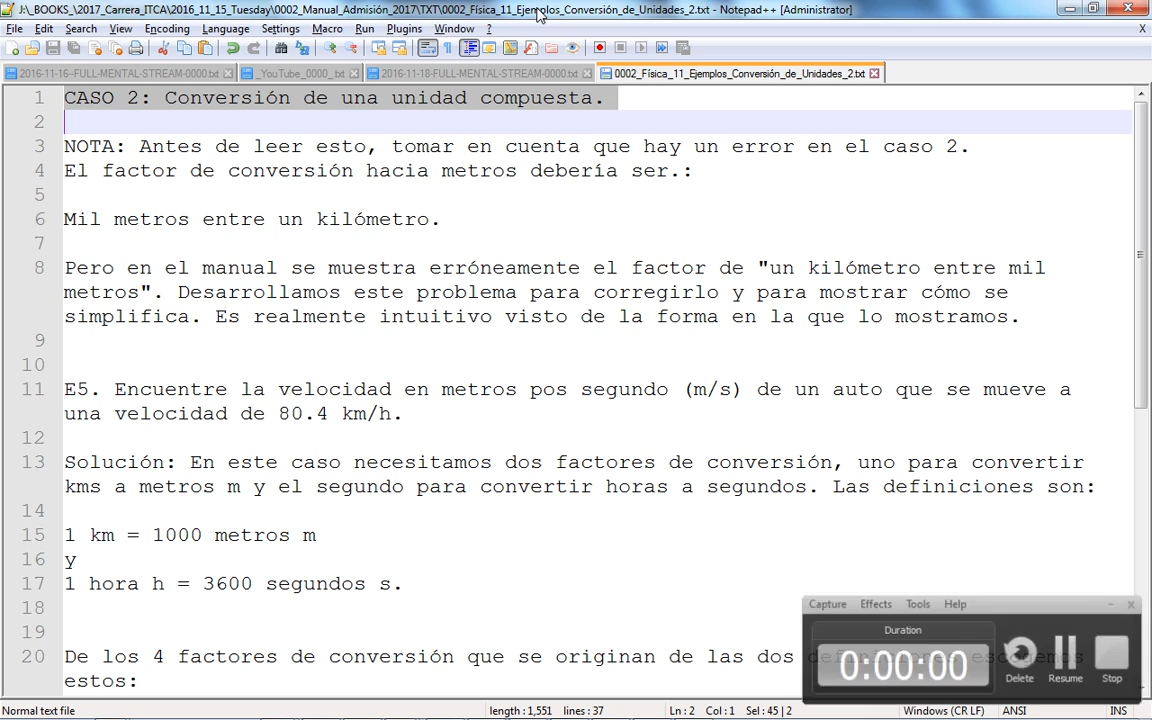 J:\_BOOKS_\2017_Carrera_ITCA\2016_11_15_Tuesday\0002_Manual_Admisión_2017\TXT\0002_Física_11_Ejemplos_Conversión_de_Unidades_2.txt - Notepad++ [Administrator]
File Edit Search View Encoding Language Settings Macro Run Plugins Window ? X
2016-11-16--FULL-MENTAL-STREAM-0000.txt _YouTube_0000_.txt 2016-11-18-FULL-MENTAL-STREAM-0000.txt 0002_Física_11_Ejemplos_Conversión_de_Unidades_2.txt
1 CASO 2: Conversión de una unidad compuesta.
2
3 NOTA: Antes de leer esto, tomar en cuenta que hay un error en el caso 2.
4 El factor de conversión hacia metros debería ser.:
5
6 Mil metros entre un kilómetro.
7
8 Pero en el manual se muestra erróneamente el factor de "un kilómetro entre mil
metros". Desarrollamos este problema para corregirlo y para mostrar cómo se
simplifica. Es realmente intuitivo visto de la forma en la que lo mostramos.
9
10
11 E5. Encuentre la velocidad en metros pos segundo (m/s) de un auto que se mueve a
una velocidad de 80.4 km/h.
12
13 Solución: En este caso necesitamos dos factores de conversión, uno para convertir
kms a metros m y el segundo para convertir horas a segundos. Las definiciones son:
14
15 1 km = 1000 metros m
16 y
17 1 hora h = 3600 segundos s.
18
19
20 De los 4 factores de conversión que se originan de las dos definiciones escogemos
estos:
Capture Effects Tools Help
Duration
0:00:00
Delete Resume Stop
Normal text file length : 1,551 lines : 37 Ln : 2 Col : 1 Sel : 45 | 2 Windows (CR LF) ANSI INS